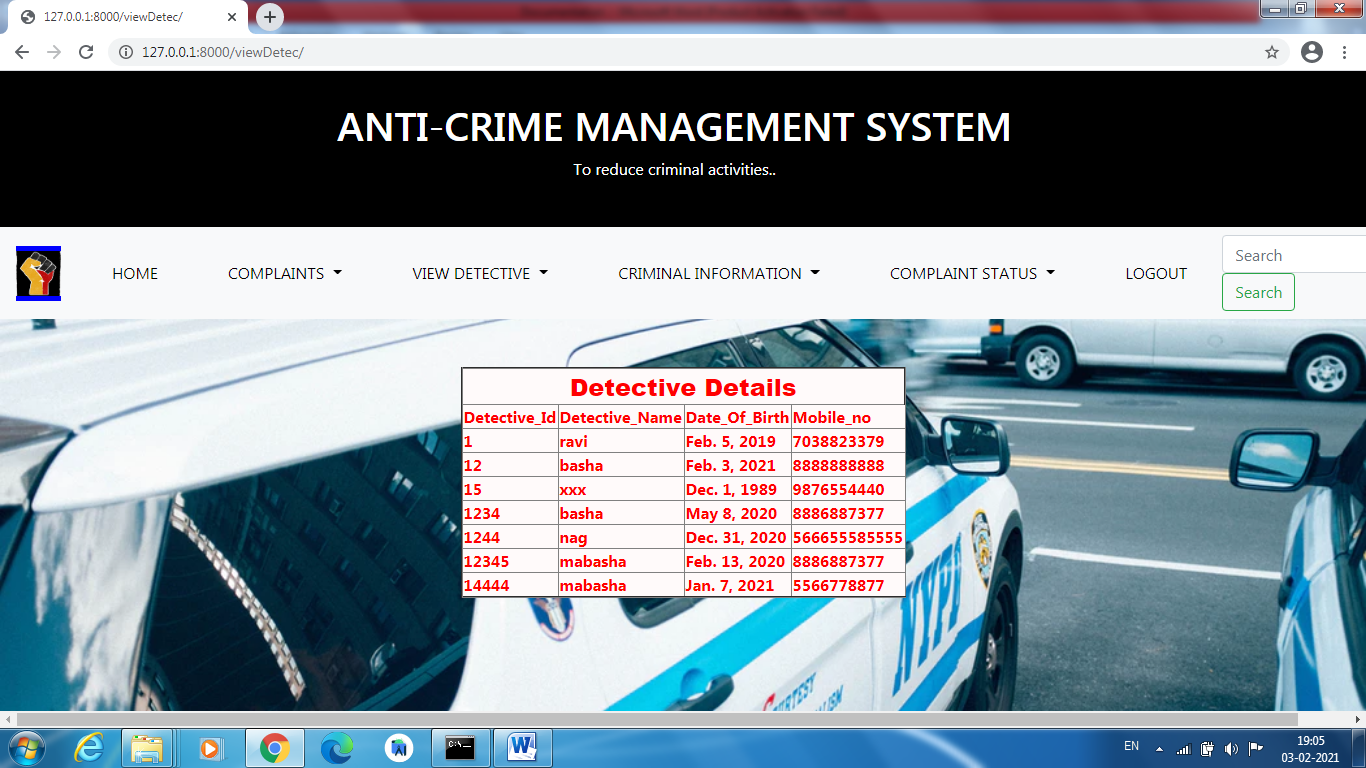 127.0.0.1:8000/viewDetec/
127.0.0.1:8000/viewDetec/
ANTI-CRIME MANAGEMENT SYSTEM
To reduce criminal activities..
HOME COMPLAINTS VIEW DETECTIVE CRIMINAL INFORMATION COMPLAINT STATUS LOGOUT Search
Search
Detective Details
Detective_Id Detective_Name Date_Of_Birth Mobile_no
1 ravi Feb. 5, 2019 7038823379
12 basha Feb. 3, 2021 8888888888
15 xxx Dec. 1, 1989 9876554440
1234 basha May 8, 2020 8886887377
1244 nag Dec. 31, 2020 566655585555
12345 mabasha Feb. 13, 2020 8886887377
14444 mabasha Jan. 7, 2021 5566778877
NYPD
COURTESY
EN 19:05
03-02-2021